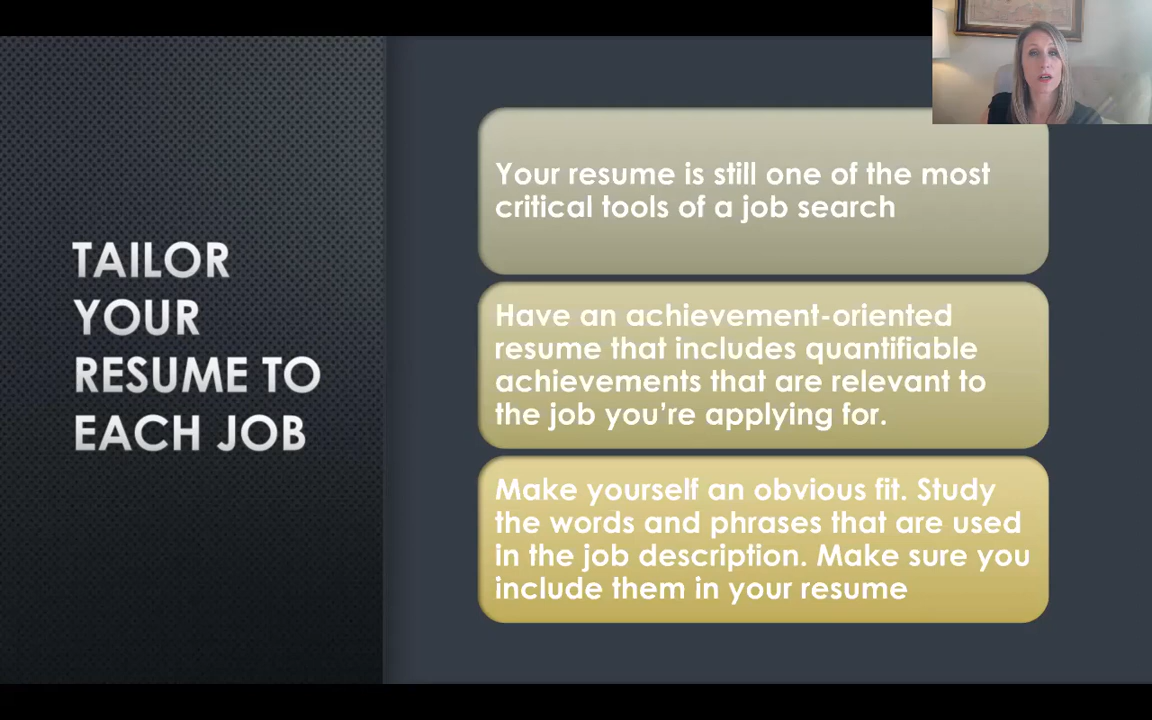 TAILOR
YOUR
RESUME TO
EACH JOB
Your resume is still one of the most
critical tools of a job search
Have an achievement-oriented
resume that includes quantifiable
achievements that are relevant to
the job you’re applying for.
Make yourself an obvious fit. Study
the words and phrases that are used
in the job description. Make sure you
include them in your resume